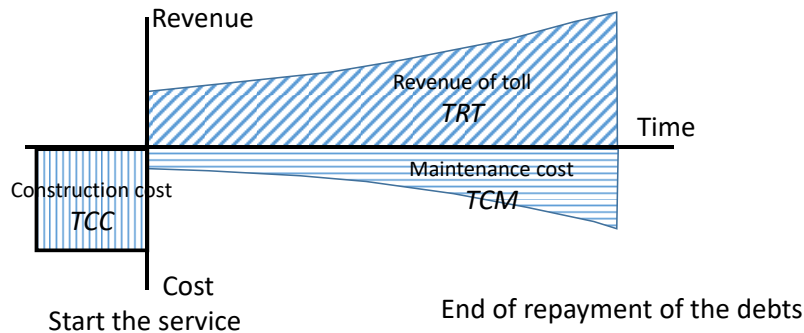 Revenue
Revenue of toll
TRT
Time
Maintenance cost
TCM
Construction cost
TCC
Cost
Start the service
End of repayment of the debts